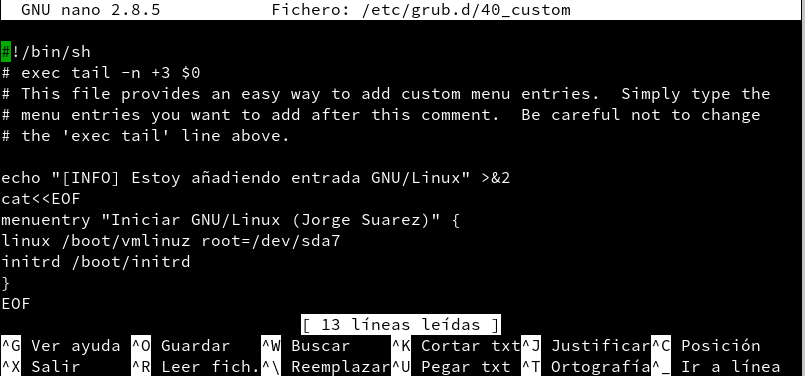 GNU nano 2.8.5 Fichero: /etc/grub.d/40_custom
#!/bin/sh
# exec tail -n +3 $0
# This file provides an easy way to add custom menu entries.  Simply type the
# menu entries you want to add after this comment.  Be careful not to change
# the 'exec tail' line above.
echo "[INFO] Estoy añadiendo entrada GNU/Linux" >&2
cat<<EOF
menuentry "Iniciar GNU/Linux (Jorge Suarez)" {
linux /boot/vmlinuz root=/dev/sda7
initrd /boot/initrd
}
EOF
[ 13 líneas leídas ]
^G Ver ayuda ^O Guardar ^W Buscar ^K Cortar txt ^J Justificar ^C Posición
^X Salir ^R Leer fich. ^\ Reemplazar ^U Pegar txt ^T Ortografía ^_ Ir a línea